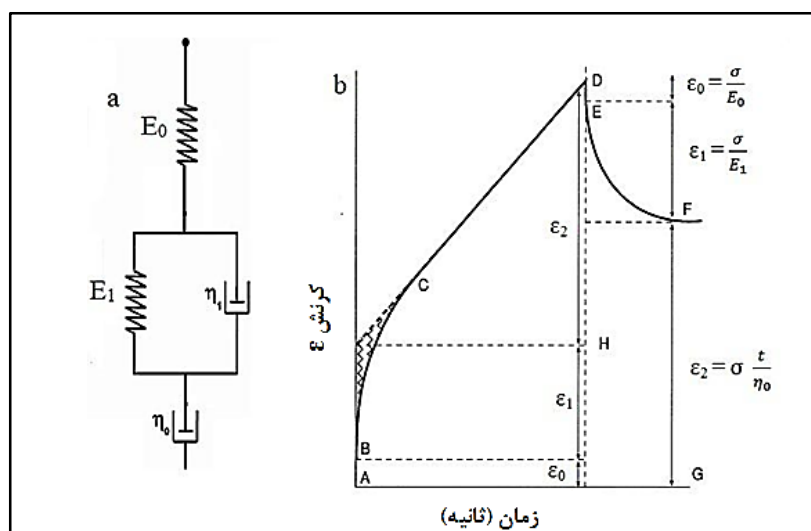 a
E₀
E₁
η₁
η₀
b
کرنش ε
A
B
C
D
E
F
G
H
ε₂
ε₁
ε₀
ε₀ = σ/E₀
ε₁ = σ/E₁
ε₂ = σ t/η₀
زمان (ثانیه)